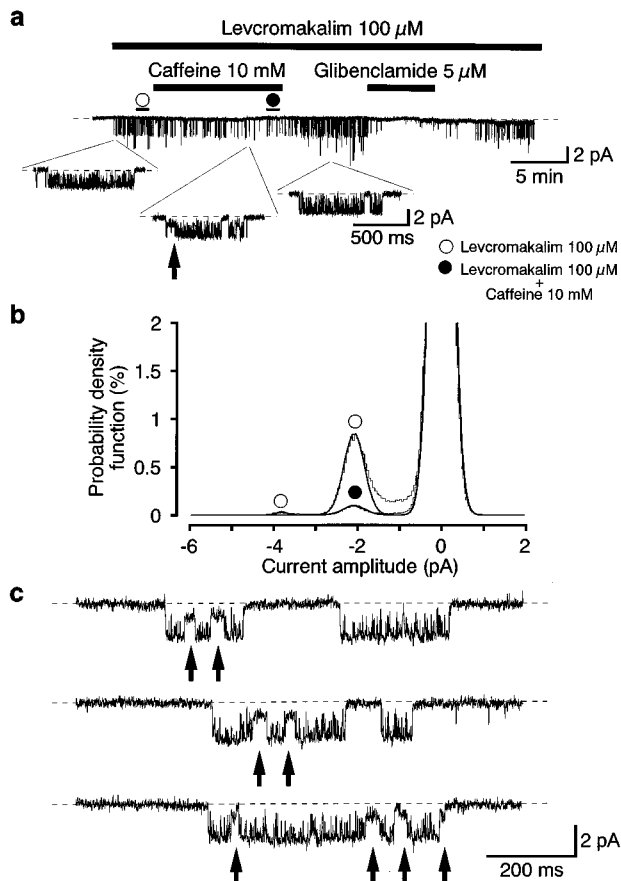 a
Levcromakalim 100 μM
Caffeine 10 mM Glibenclamide 5 μM
2 pA
5 min
2 pA
500 ms
Levcromakalim 100 μM
Levcromakalim 100 μM
+
Caffeine 10 mM
b
Probability density
function (%)
2
1.5
1
0.5
0
-6 -4 -2 0 2
Current amplitude (pA)
c
2 pA
200 ms